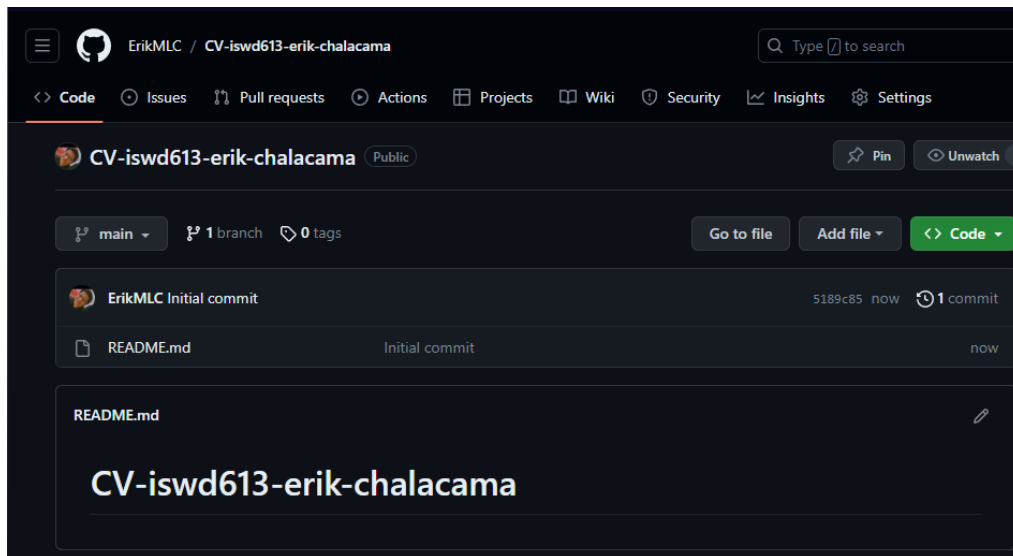 ErikMLC / CV-iswd613-erik-chalacama Type / to search
Code Issues Pull requests Actions Projects Wiki Security Insights Settings
CV-iswd613-erik-chalacama Public Pin Unwatch
main 1 branch 0 tags Go to file Add file Code
ErikMLC Initial commit 5189c85 now 1 commit
README.md Initial commit now
README.md
CV-iswd613-erik-chalacama